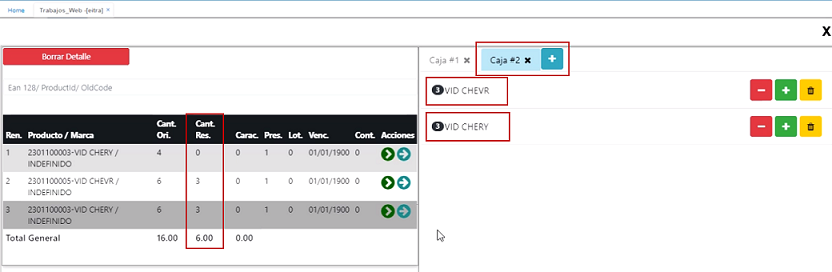 Home Trabajos_Web -[eitra] ×
X
Borrar Detalle
Caja #1 ✖ Caja #2 ✖ +
Ean 128/ ProductId/ OldCode
3 VID CHEVR
3 VID CHERY
Ren. Producto / Marca Cant. Ori. Cant. Res. Carac. Pres. Lot. Venc. Cont. Acciones
1 2301100003-VID CHERY / 4 0 0 1 0 01/01/1900 0
INDEFINIDO
2 2301100005-VID CHEVR / 6 3 0 1 0 01/01/1900 0
INDEFINIDO
3 2301100003-VID CHERY / 6 3 0 1 0 01/01/1900 0
INDEFINIDO
Total General 16.00 6.00 0.00